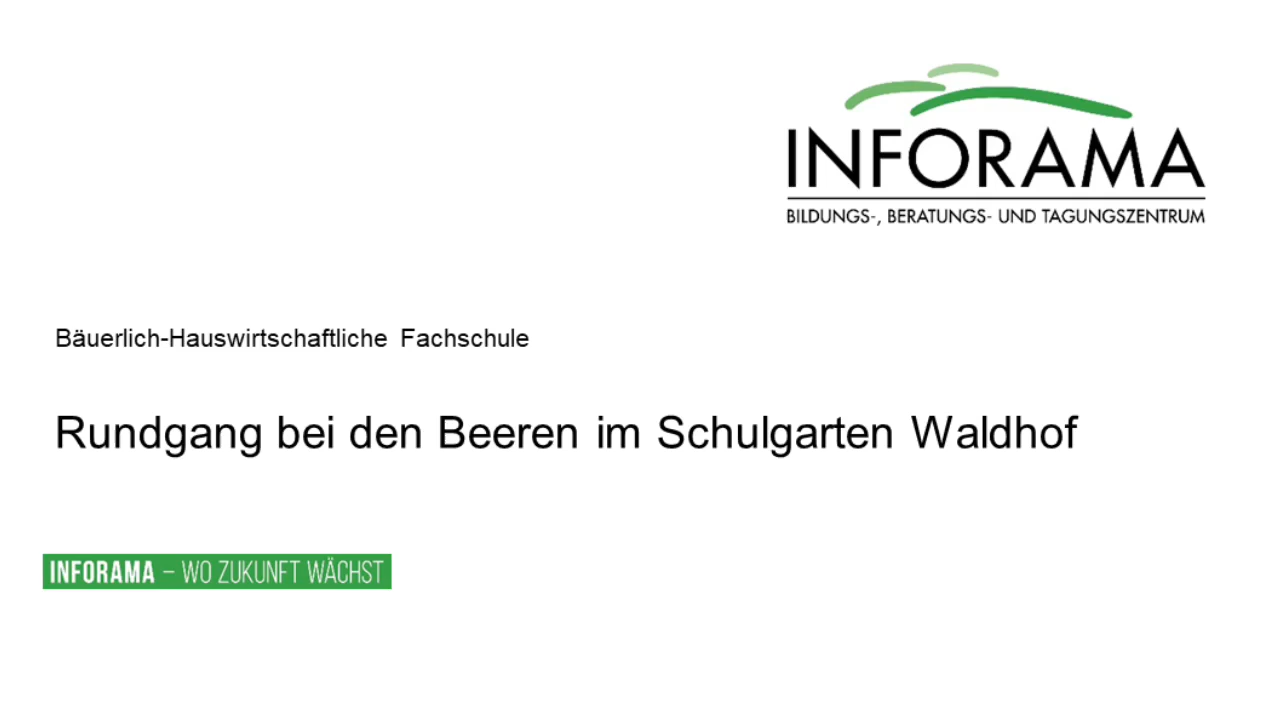 INFORAMA
BILDUNGS-, BERATUNGS- UND TAGUNGSZENTRUM
Bäuerlich-Hauswirtschaftliche Fachschule
Rundgang bei den Beeren im Schulgarten Waldhof
INFORAMA – WO ZUKUNFT WÄCHST